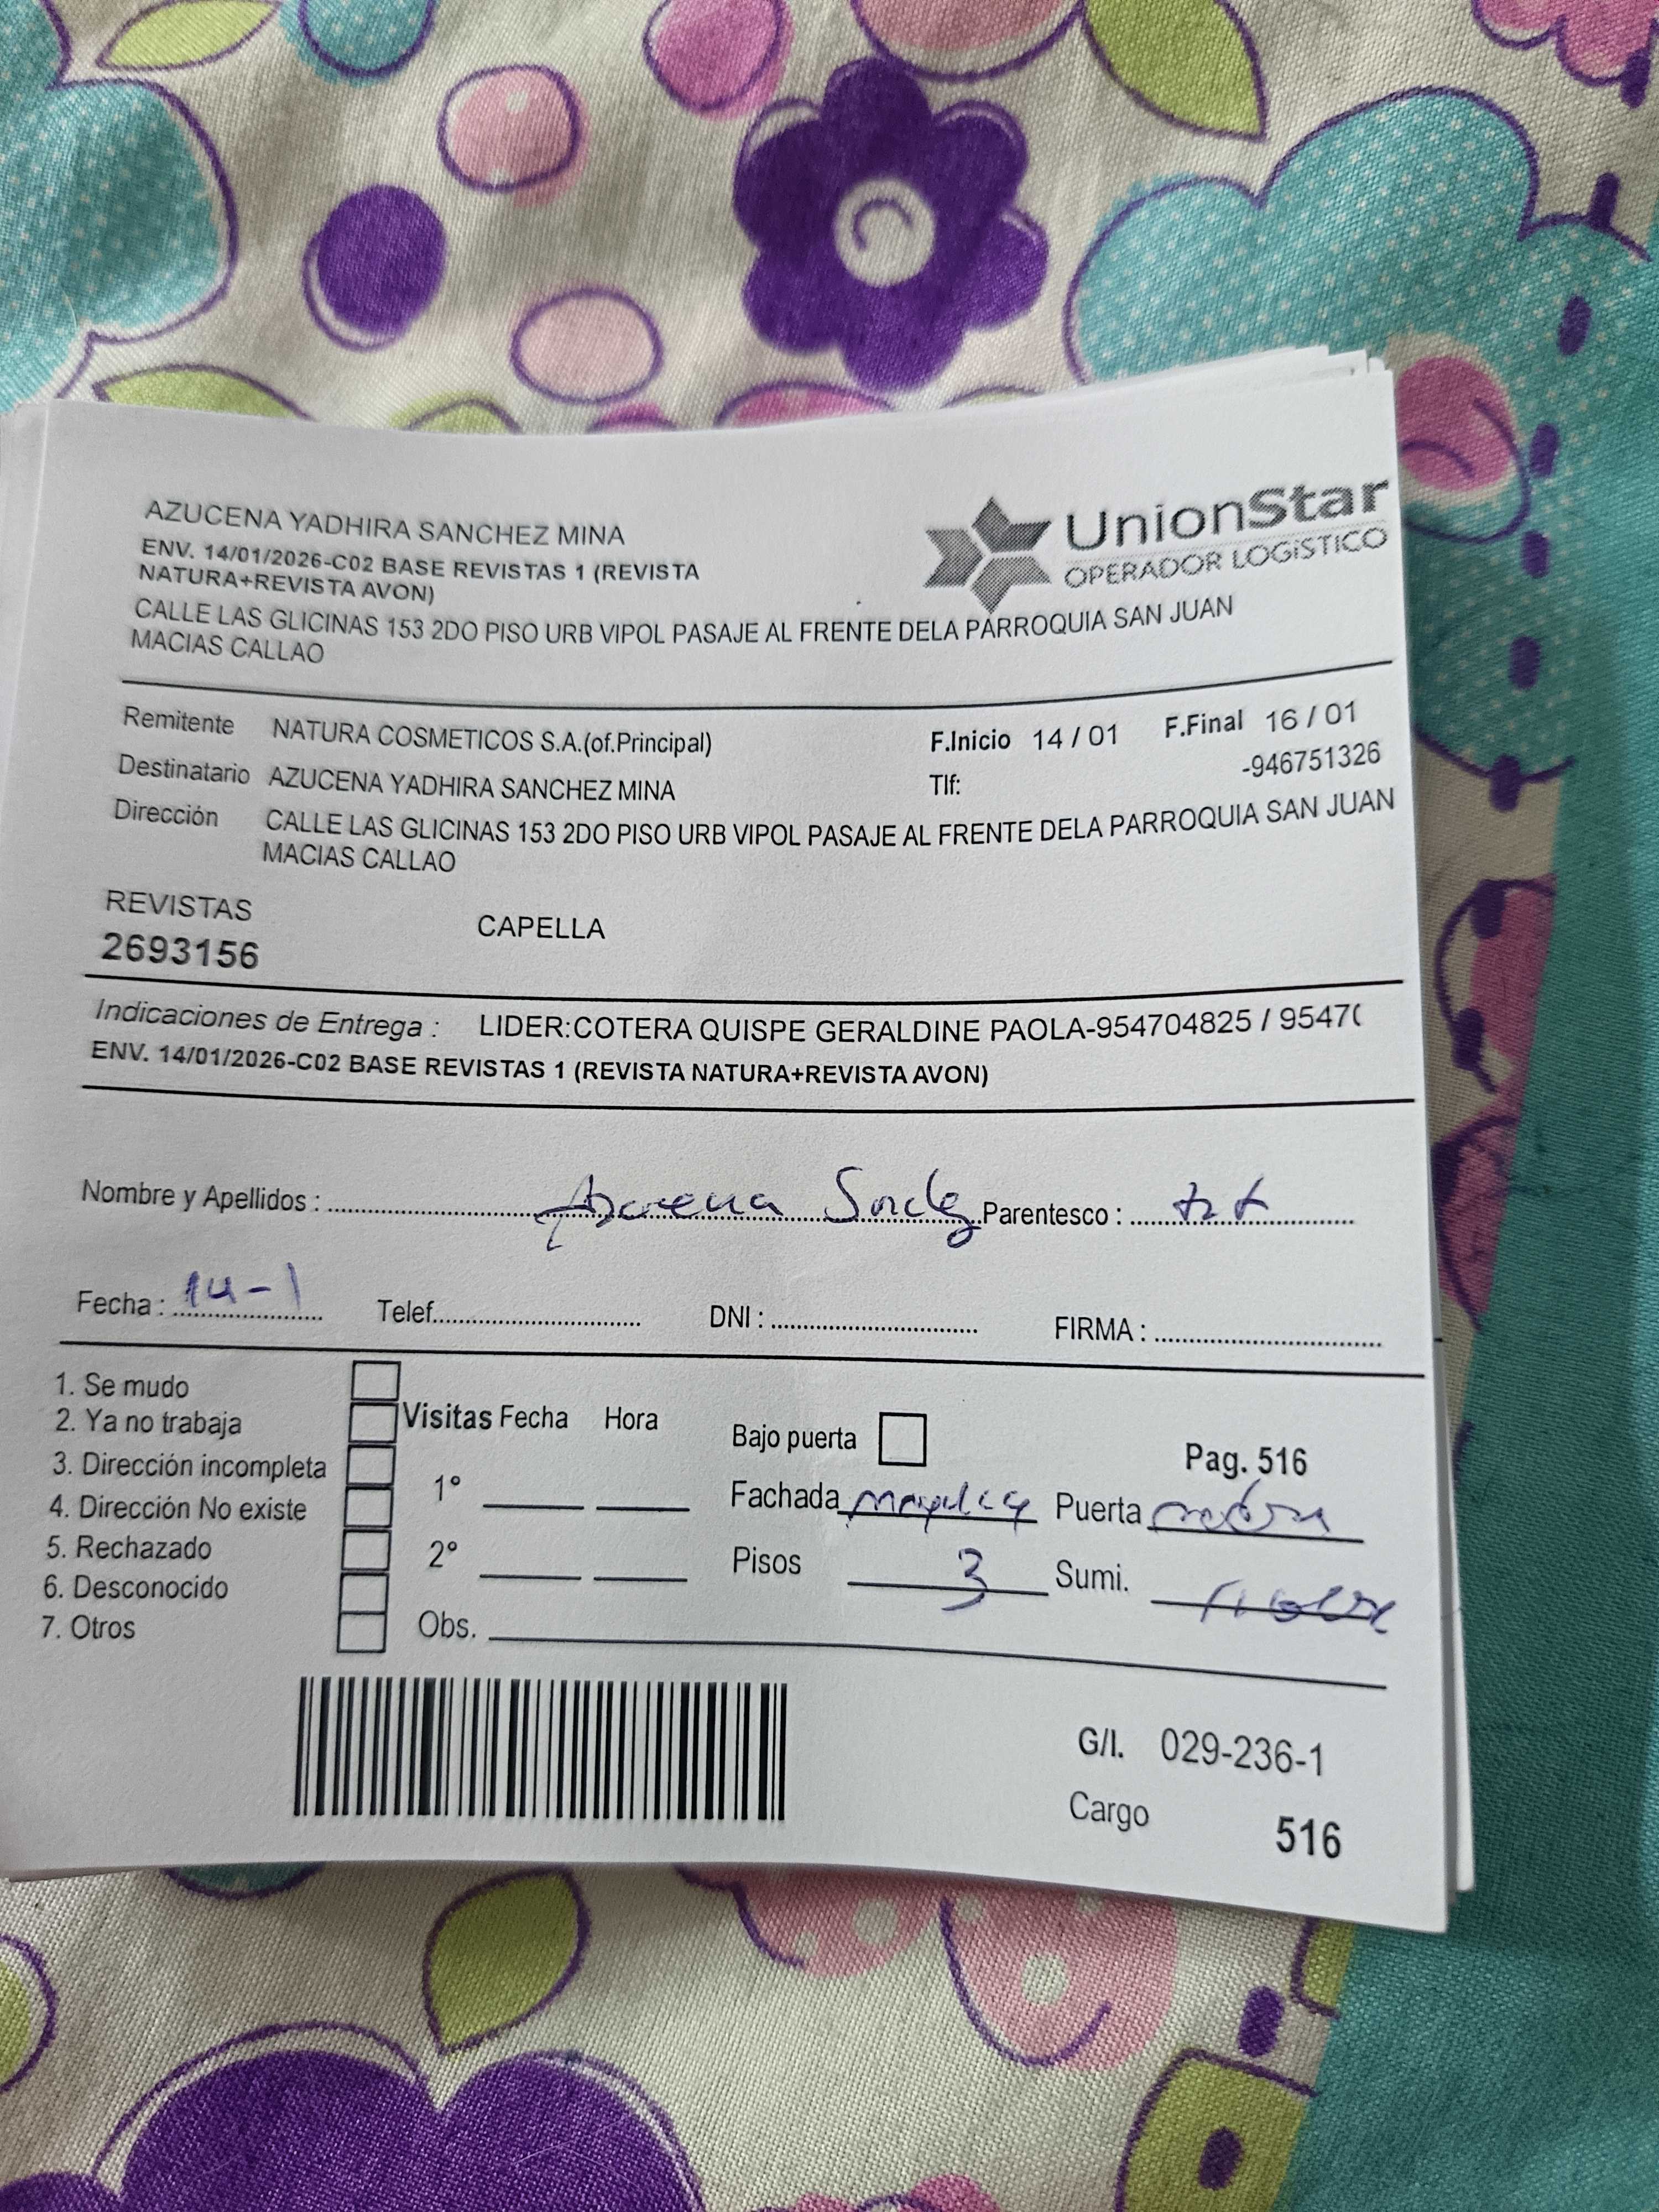 AZUCENA YADHIRA SANCHEZ MINA
ENV. 14/01/2026-C02 BASE REVISTAS 1 (REVISTA
NATURA+REVISTA AVON)
CALLE LAS GLICINAS 153 2DO PISO URB VIPOL PASAJE AL FRENTE DELA PARROQUIA SAN JUAN
MACIAS CALLAO
UnionStar
OPERADOR LOGíSTICO
Remitente NATURA COSMETICOS S.A.(of.Principal) F.Inicio 14 / 01 F.Final 16 / 01
Destinatario AZUCENA YADHIRA SANCHEZ MINA Tlf: -946751326
Dirección CALLE LAS GLICINAS 153 2DO PISO URB VIPOL PASAJE AL FRENTE DELA PARROQUIA SAN JUAN
MACIAS CALLAO
REVISTAS CAPELLA
2693156
Indicaciones de Entrega : LIDER:COTERA QUISPE GERALDINE PAOLA-954704825 / 9547
ENV. 14/01/2026-C02 BASE REVISTAS 1 (REVISTA NATURA+REVISTA AVON)
Nombre y Apellidos : Parentesco :
Fecha : 14-1 Telef. DNI : FIRMA :
1. Se mudo
2. Ya no trabaja
3. Dirección incompleta
4. Dirección No existe
5. Rechazado
6. Desconocido
7. Otros
Visitas Fecha Hora
1°
2°
Obs.
Bajo puerta
Pag. 516
Fachada Puerta
Pisos 3 Sumi.
G/I. 029-236-1
Cargo 516